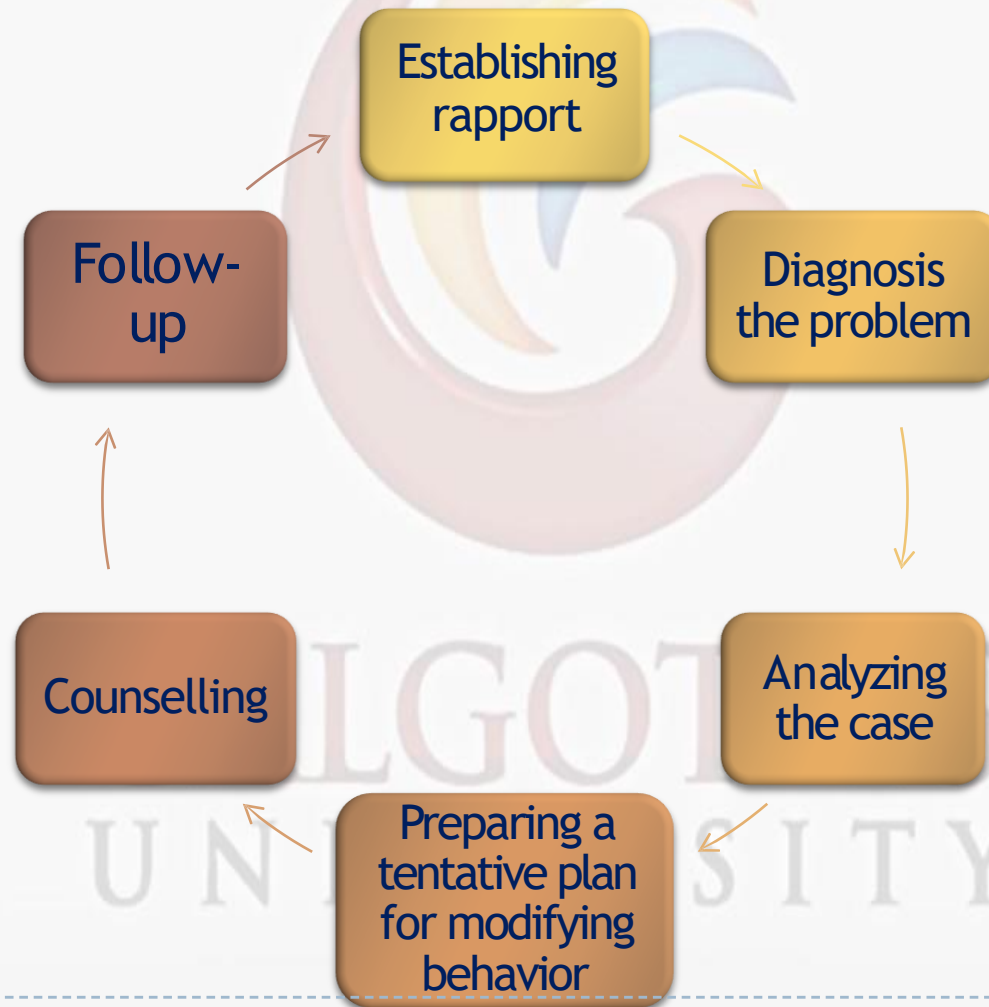 Establishing
rapport
Diagnosis
the problem
Analyzing
the case
Preparing a
tentative plan
for modifying
behavior
Counselling
Follow-
up